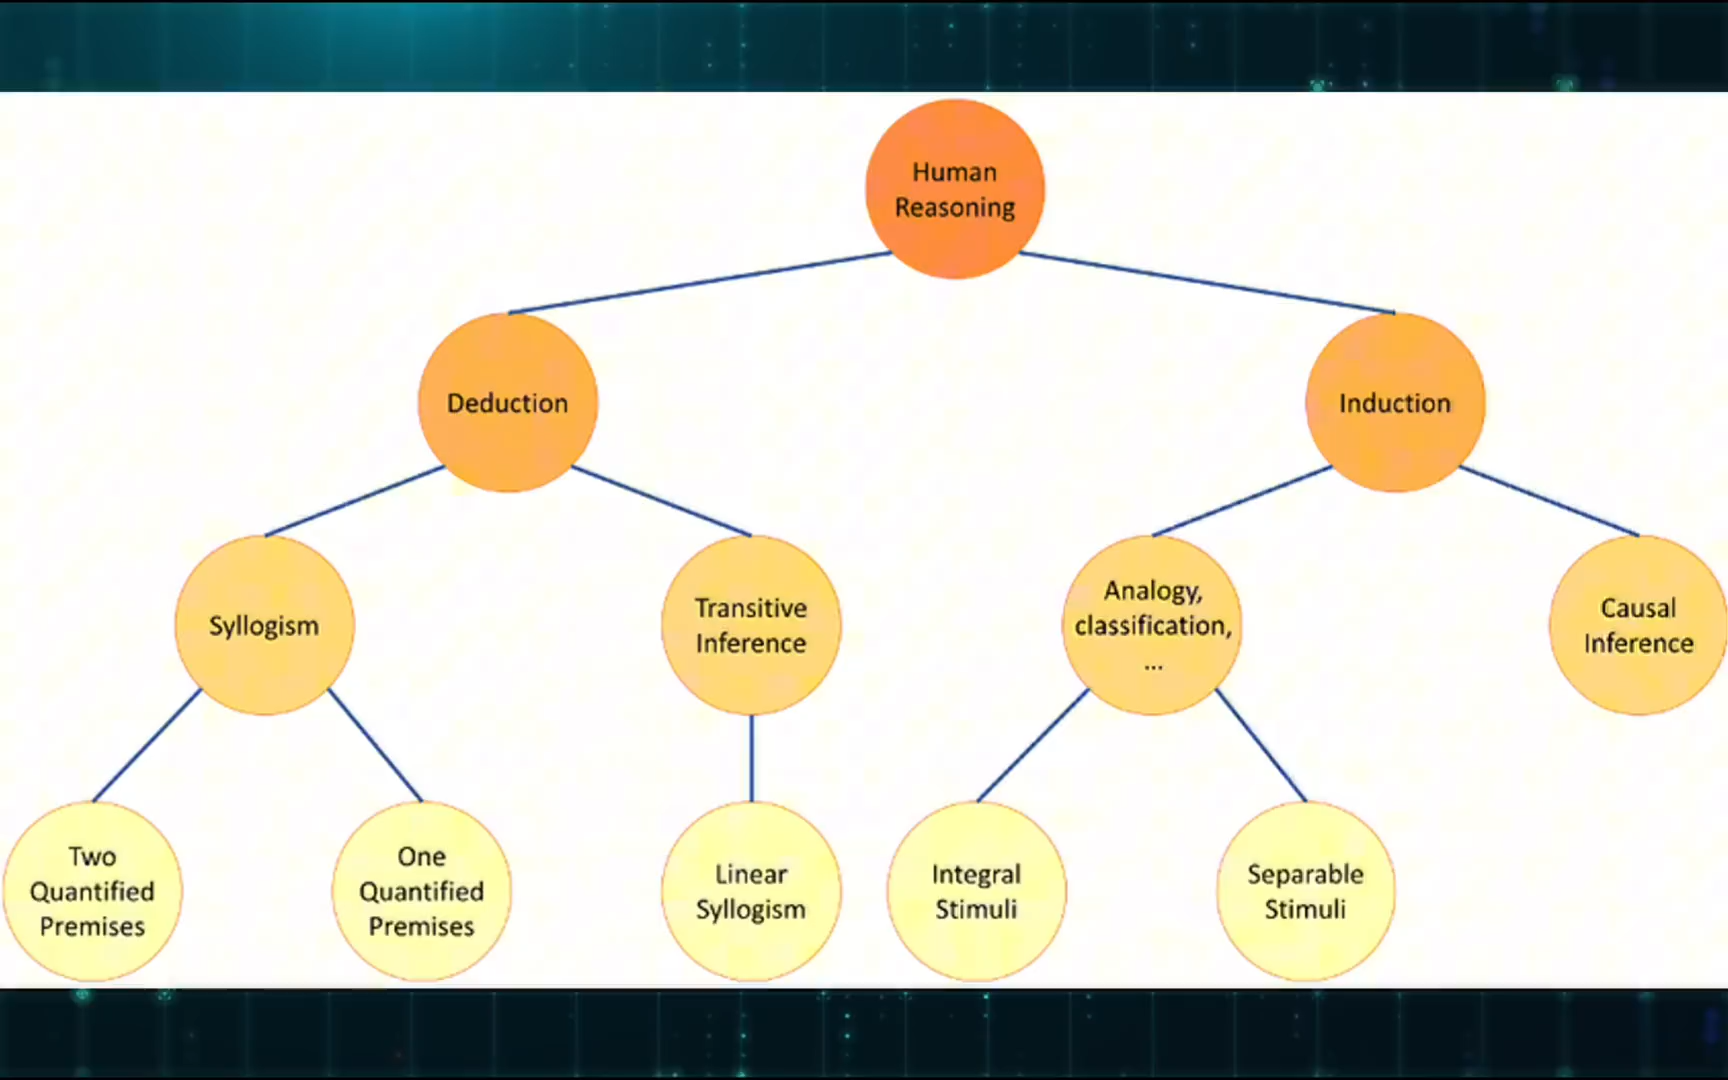 Human
Reasoning
Deduction
Induction
Syllogism
Transitive
Inference
Analogy,
classification,
...
Causal
Inference
Two
Quantified
Premises
One
Quantified
Premises
Linear
Syllogism
Integral
Stimuli
Separable
Stimuli